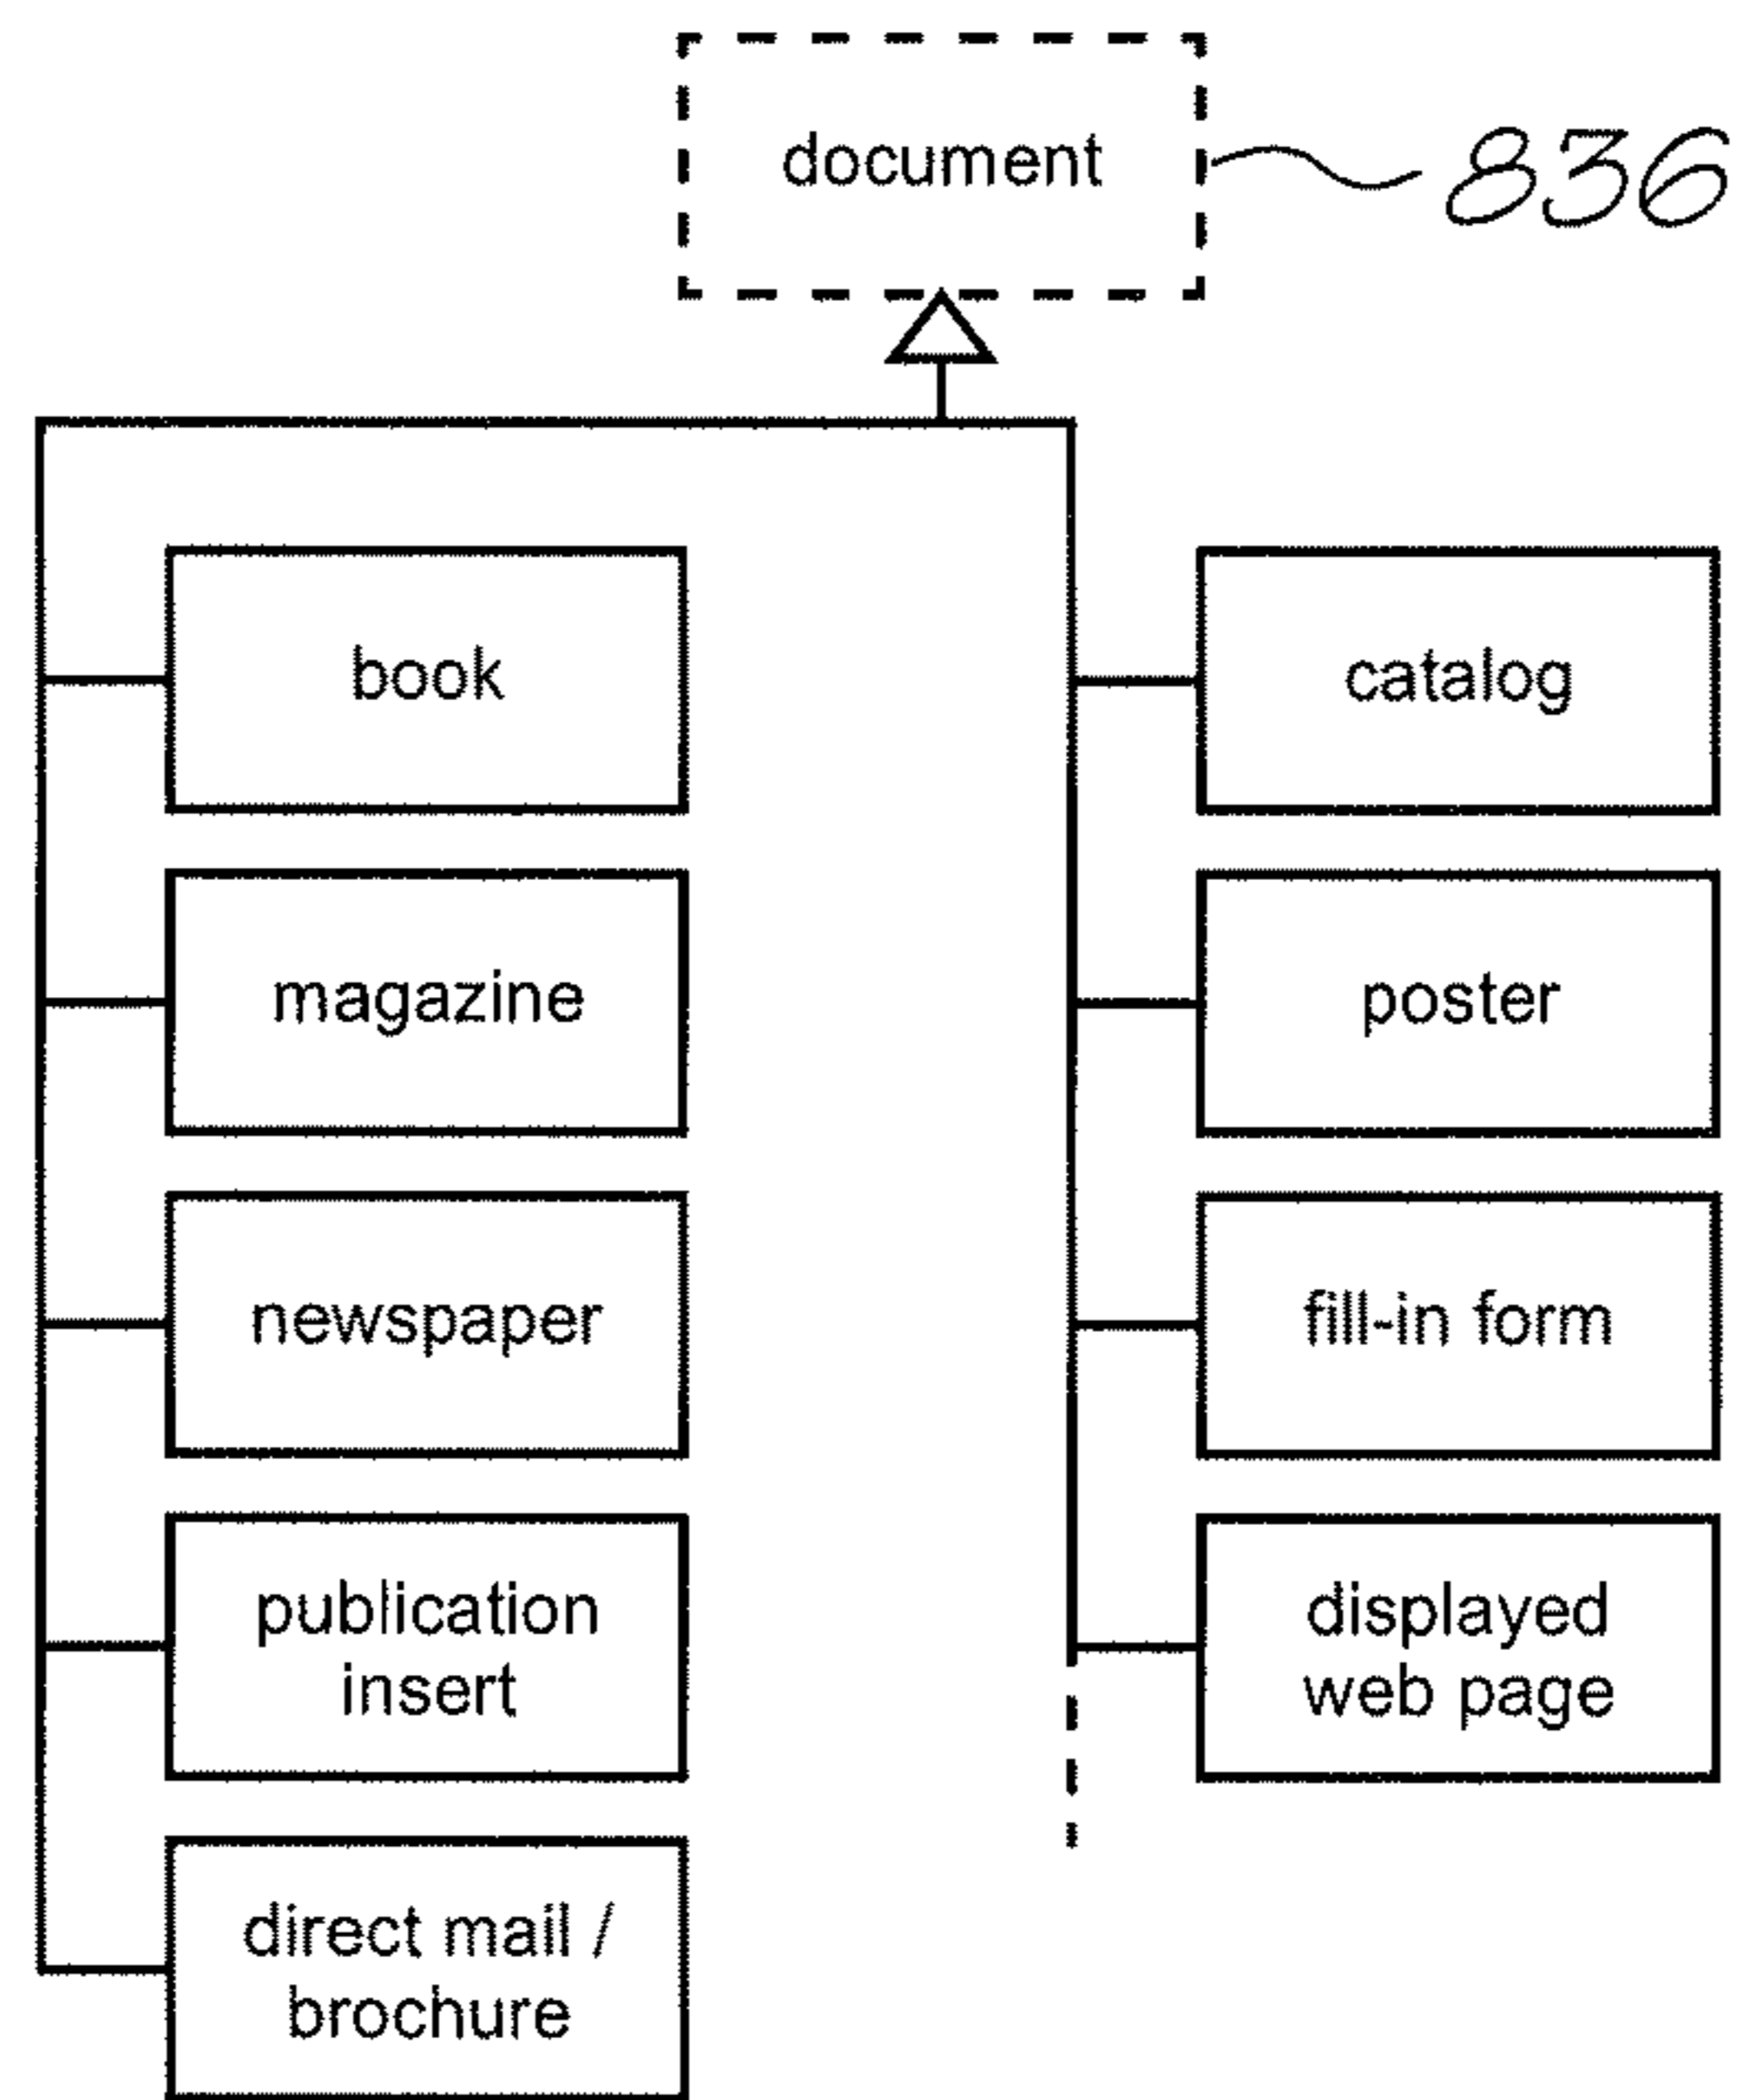 document
836
book
magazine
newspaper
publication
insert
direct mail /
brochure
catalog
poster
fill-in form
displayed
web page